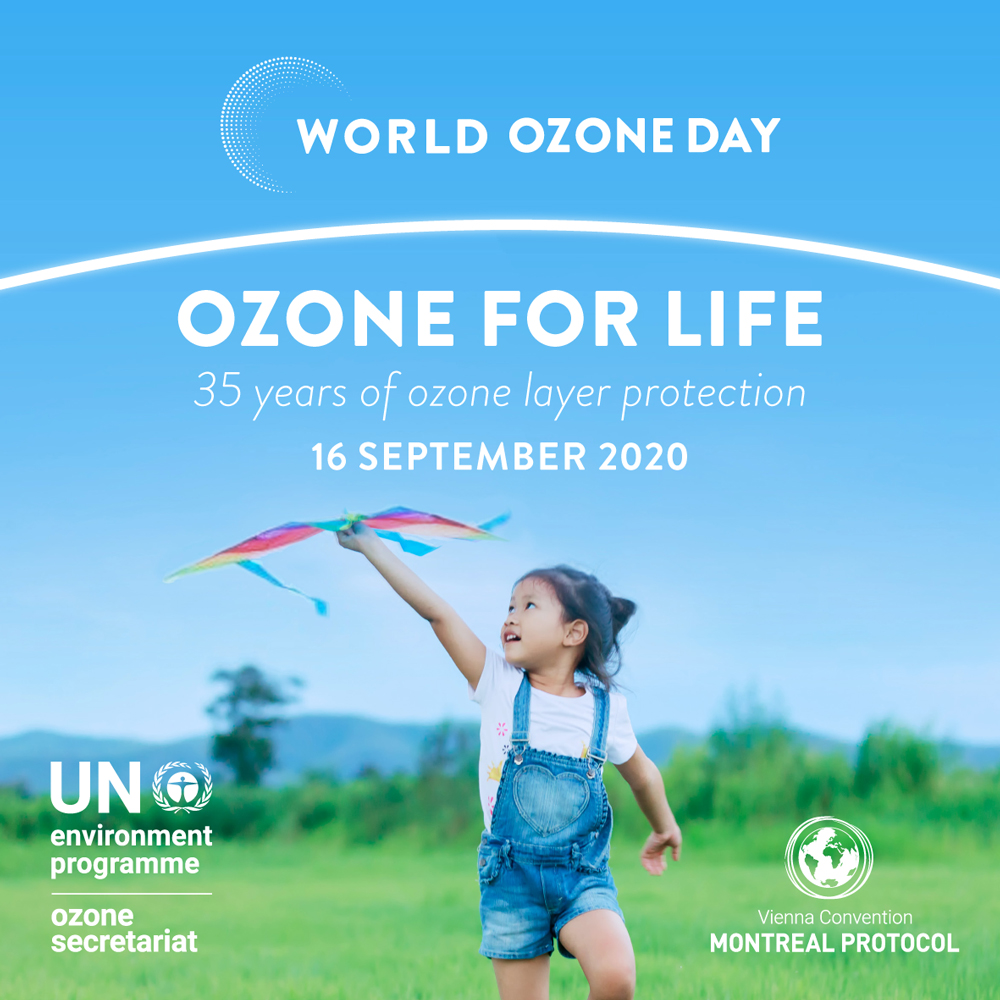 WORLD OZONE DAY
OZONE FOR LIFE
35 years of ozone layer protection
16 SEPTEMBER 2020
UN
environment
programme
ozone
secretariat
Vienna Convention
MONTREAL PROTOCOL